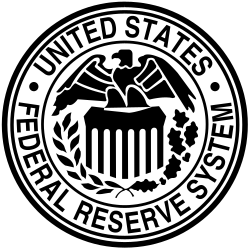 UNITED STATES
FEDERAL RESERVE SYSTEM